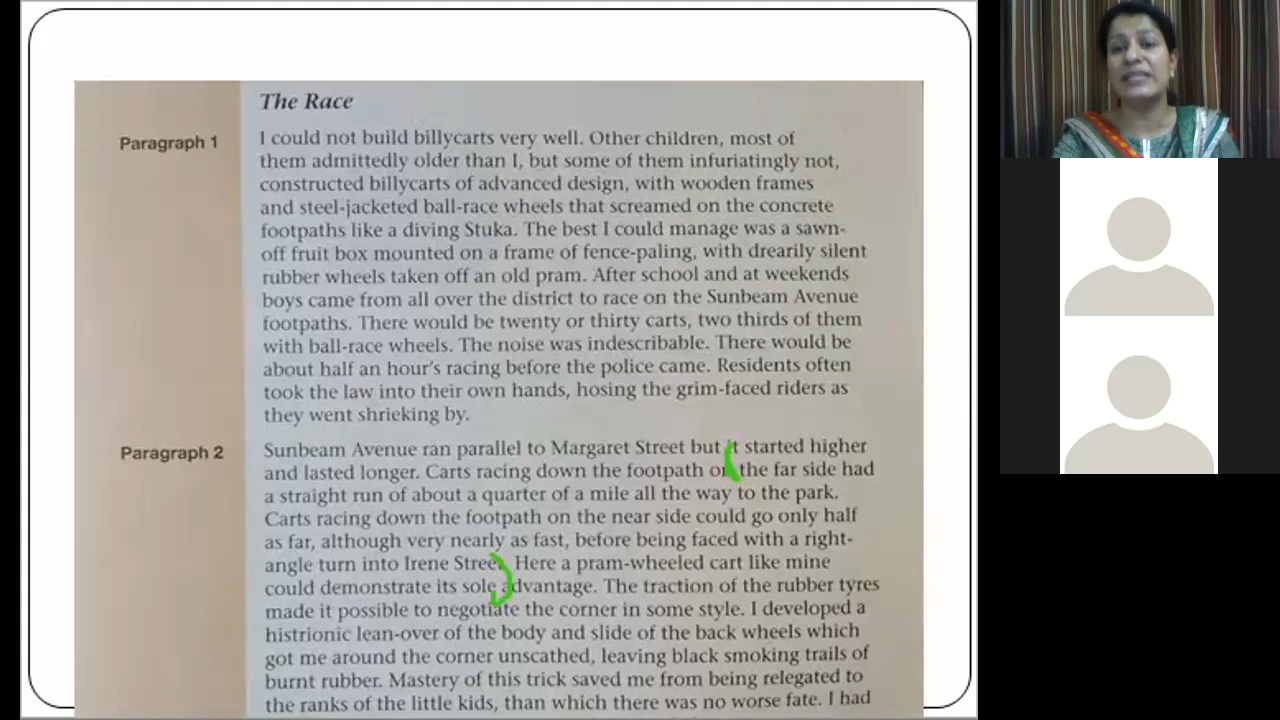 The Race
Paragraph 1
I could not build billycarts very well. Other children, most of
them admittedly older than I, but some of them infuriatingly not,
constructed billycarts of advanced design, with wooden frames
and steel-jacketed ball-race wheels that screamed on the concrete
footpaths like a diving Stuka. The best I could manage was a sawn-
off fruit box mounted on a frame of fence-paling, with drearily silent
rubber wheels taken off an old pram. After school and at weekends
boys came from all over the district to race on the Sunbeam Avenue
footpaths. There would be twenty or thirty carts, two thirds of them
with ball-race wheels. The noise was indescribable. There would be
about half an hour's racing before the police came. Residents often
took the law into their own hands, hosing the grim-faced riders as
they went shrieking by.
Paragraph 2
Sunbeam Avenue ran parallel to Margaret Street but it started higher
and lasted longer. Carts racing down the footpath on the far side had
a straight run of about a quarter of a mile all the way to the park.
Carts racing down the footpath on the near side could go only half
as far, although very nearly as fast, before being faced with a right-
angle turn into Irene Street. Here a pram-wheeled cart like mine
could demonstrate its sole advantage. The traction of the rubber tyres
made it possible to negotiate the corner in some style. I developed a
histrionic lean-over of the body and slide of the back wheels which
got me around the corner unscathed, leaving black smoking trails of
burnt rubber. Mastery of this trick saved me from being relegated to
the ranks of the little kids, than which there was no worse fate. I had